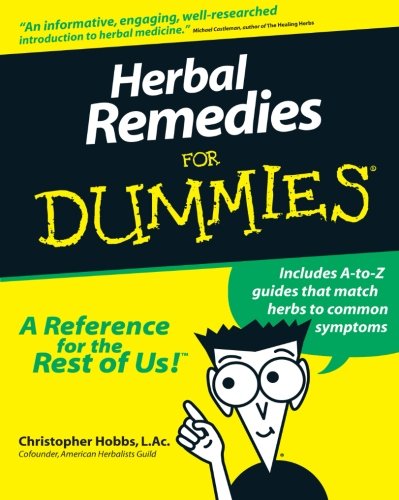 "An informative, engaging, well-researched
introduction to herbal medicine." Michael Castleman, author of The Healing Herbs
Herbal
Remedies
FOR
DUMMIES®
Includes A-to-Z
guides that match
herbs to common
symptoms
A Reference
for the
Rest of Us!™
Christopher Hobbs, L.Ac.
Cofounder, American Herbalists Guild